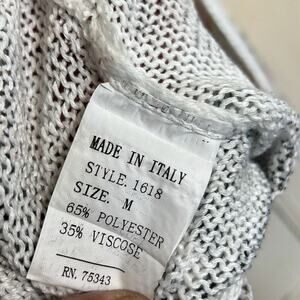 MADE IN ITALY
STYLE. 1618
SIZE. M
65% POLYESTER
35% VISCOSE
RN. 75343